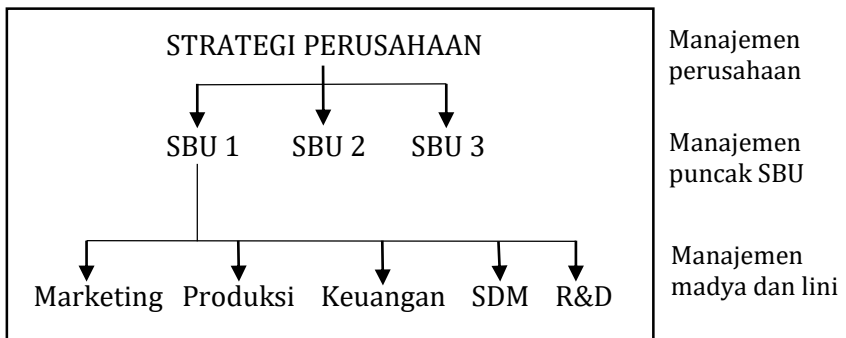 STRATEGI PERUSAHAAN
Manajemen
perusahaan
SBU 1 SBU 2 SBU 3
Manajemen
puncak SBU
Marketing Produksi Keuangan SDM R&D
Manajemen
madya dan lini